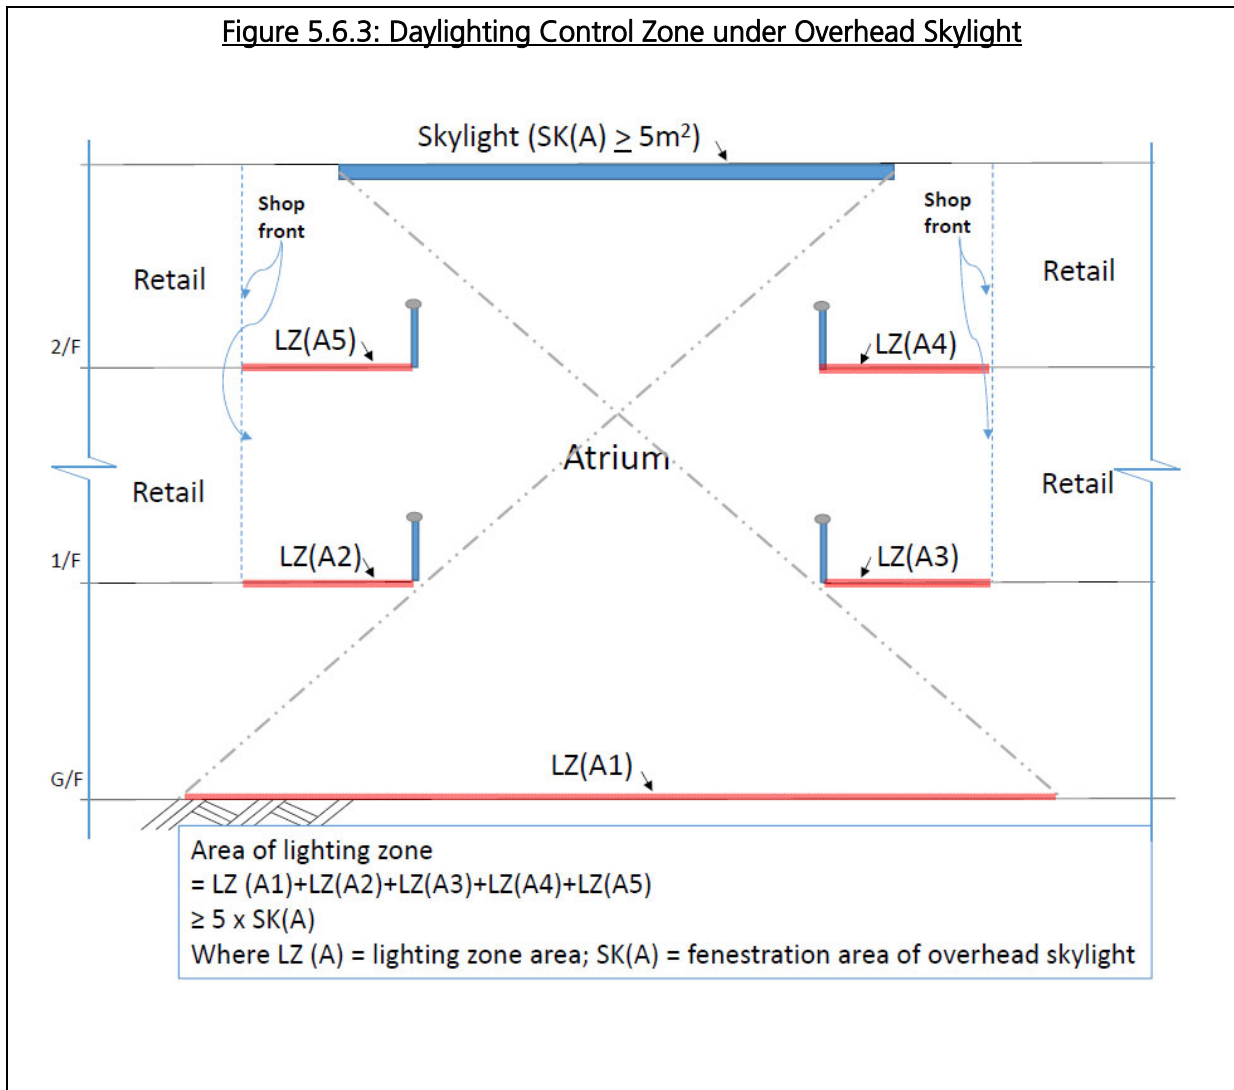 Figure 5.6.3: Daylighting Control Zone under Overhead Skylight
Skylight (SK(A) ≥ 5m²)
Shop
front
Shop
front
Retail
Retail
2/F
LZ(A5)
LZ(A4)
Atrium
Retail
Retail
1/F
LZ(A2)
LZ(A3)
G/F
LZ(A1)
Area of lighting zone
= LZ (A1)+LZ(A2)+LZ(A3)+LZ(A4)+LZ(A5)
≥ 5 x SK(A)
Where LZ (A) = lighting zone area; SK(A) = fenestration area of overhead skylight